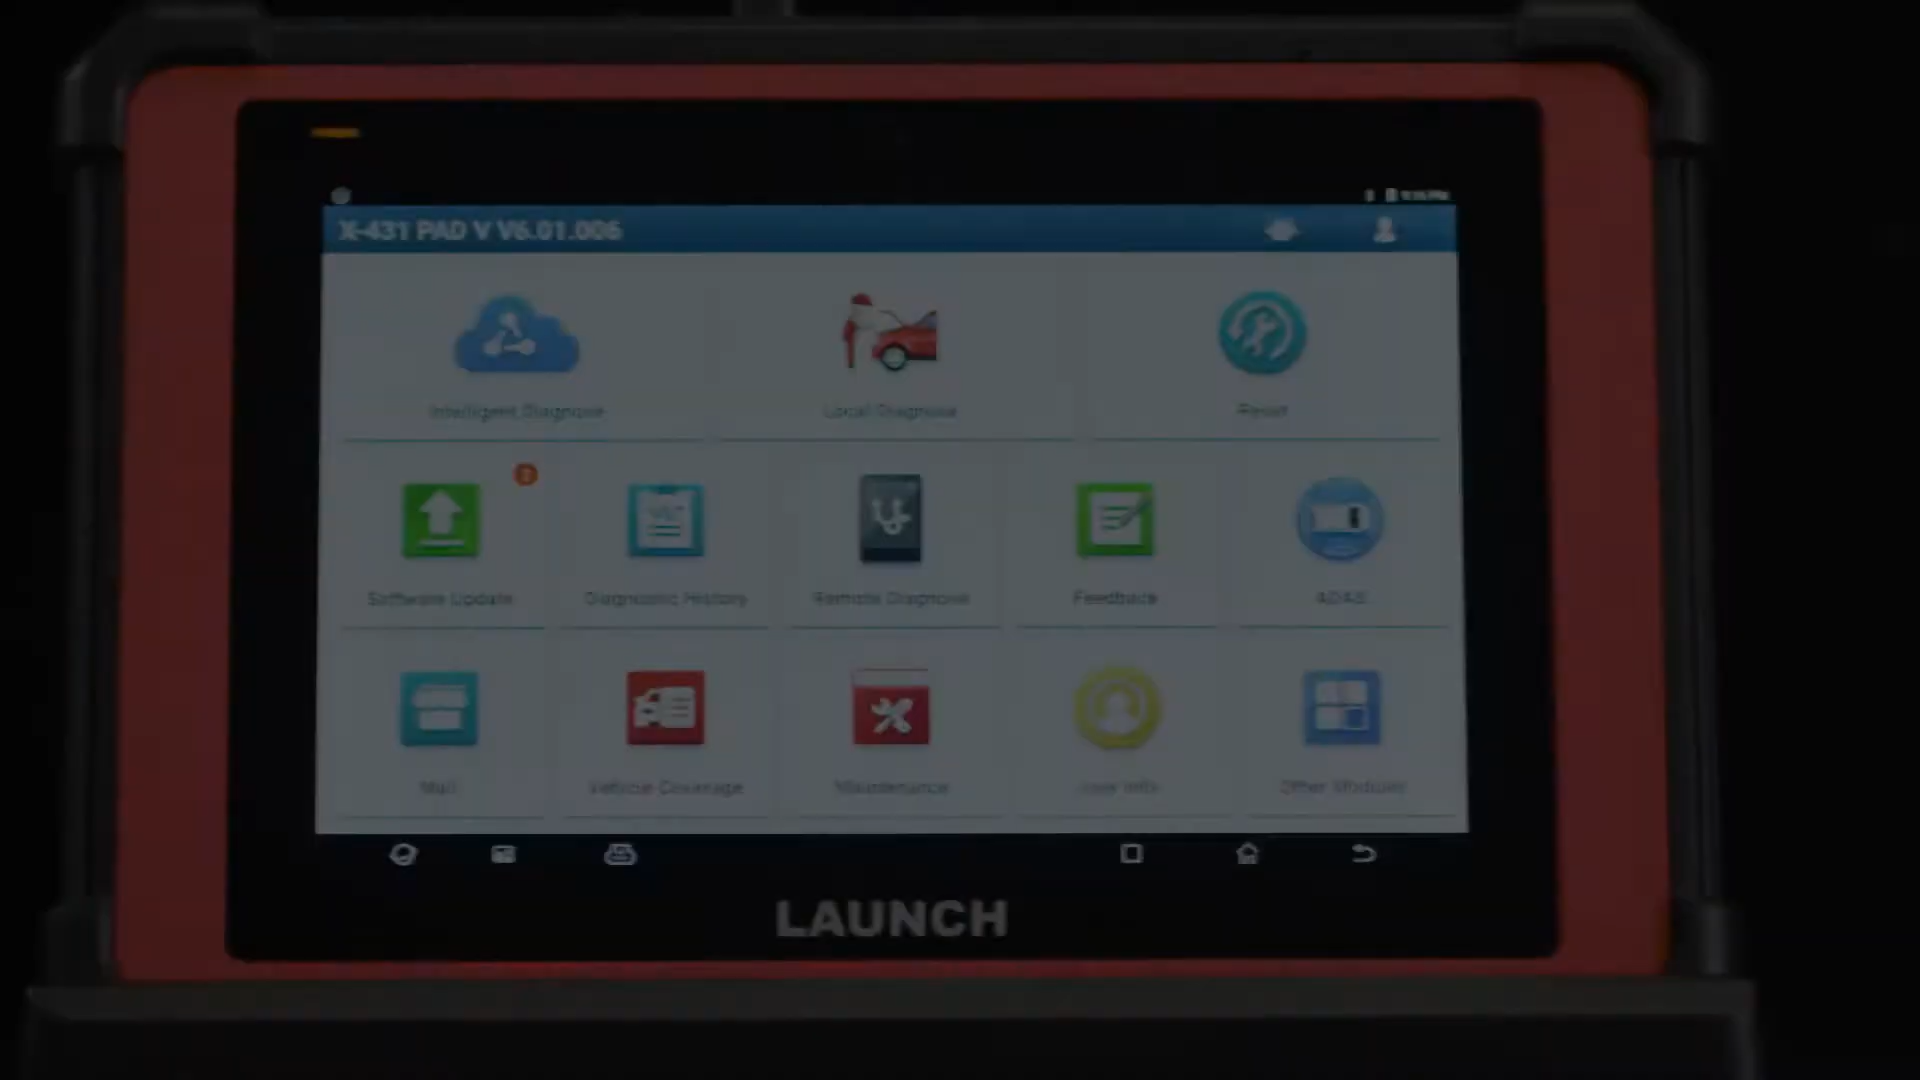 X-431 PAD V V6.01.006
Intelligent Diagnose
Local Diagnose
Reset
Software Update
Diagnostic History
Remote Diagnose
Feedback
ADAS
Mall
Vehicle Coverage
Maintenance
User Info
Other Modules
LAUNCH